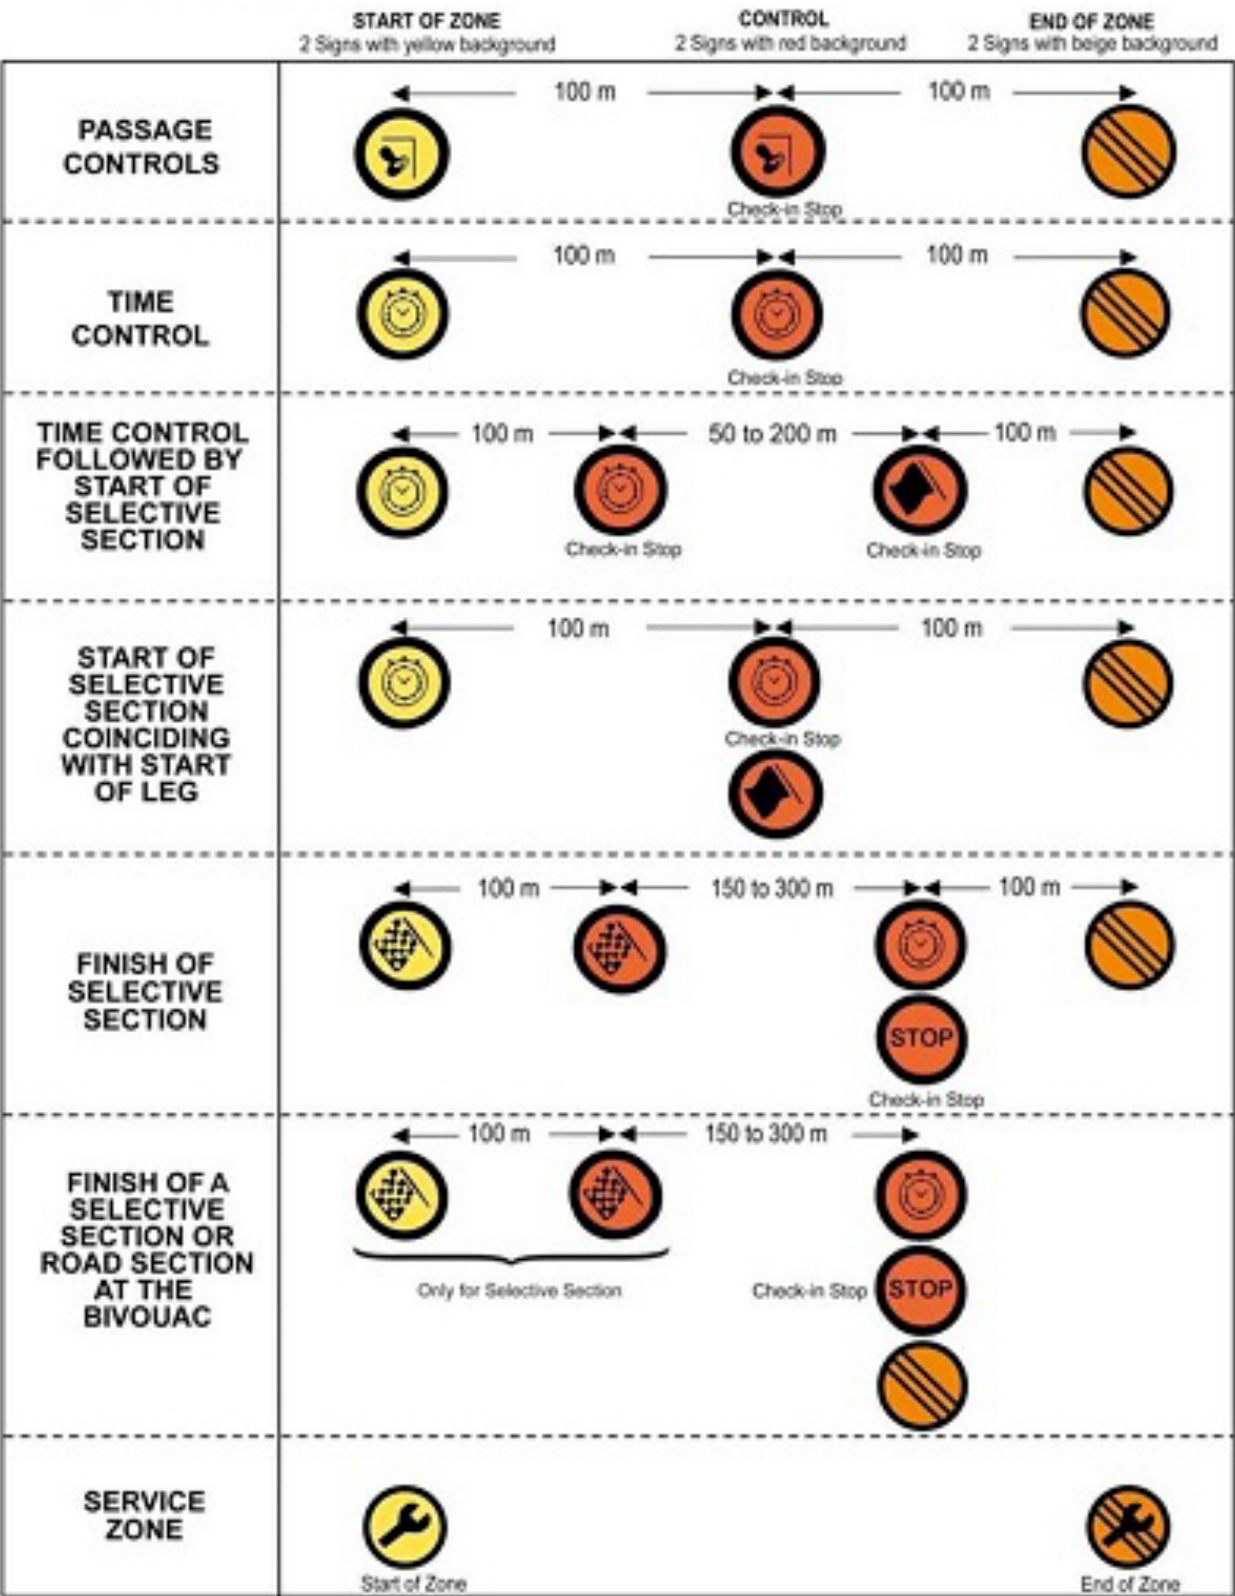 START OF ZONE
2 Signs with yellow background
CONTROL
2 Signs with red background
END OF ZONE
2 Signs with beige background
PASSAGE
CONTROLS
100 m
100 m
Check-in Stop
TIME
CONTROL
100 m
100 m
Check-in Stop
TIME CONTROL
FOLLOWED BY
START OF
SELECTIVE
SECTION
100 m
50 to 200 m
100 m
Check-in Stop
Check-in Stop
START OF
SELECTIVE
SECTION
COINCIDING
WITH START
OF LEG
100 m
100 m
Check-in Stop
FINISH OF
SELECTIVE
SECTION
100 m
150 to 300 m
100 m
STOP
Check-in Stop
FINISH OF A
SELECTIVE
SECTION OR
ROAD SECTION
AT THE
BIVOUAC
100 m
150 to 300 m
Only for Selective Section
Check-in Stop
STOP
SERVICE
ZONE
Start of Zone
End of Zone